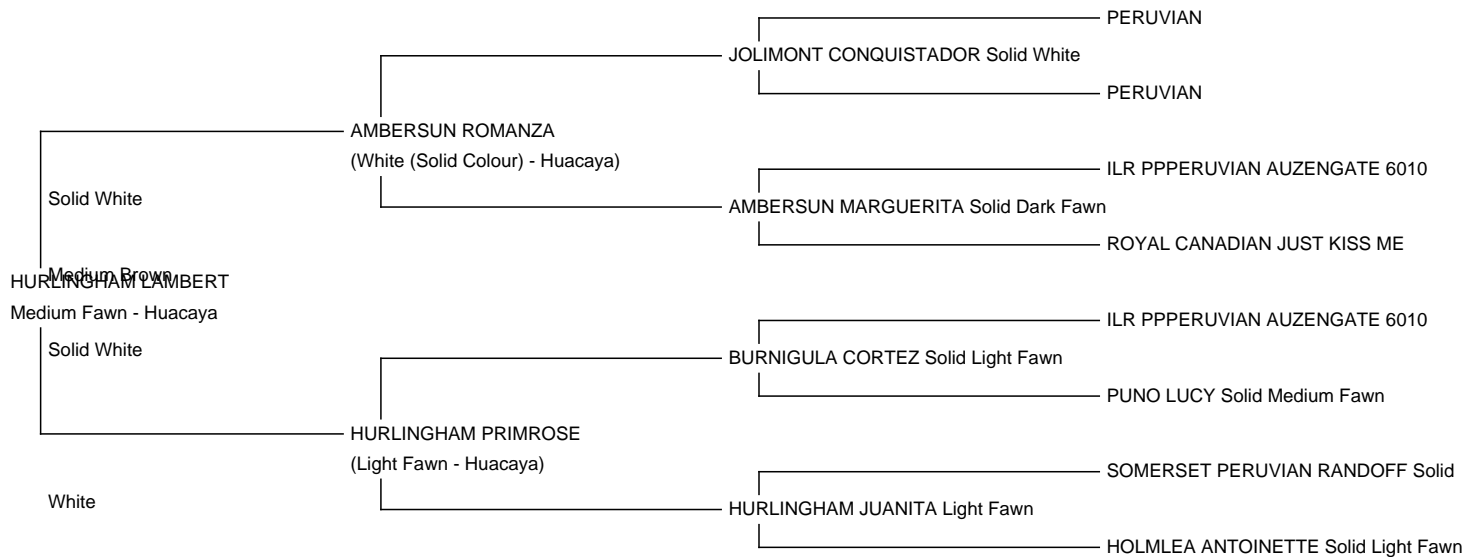 PERUVIAN
JOLIMONT CONQUISTADOR Solid White
PERUVIAN
AMBERSUN ROMANZA
(White (Solid Colour) - Huacaya)
ILR PPPERUVIAN AUZENGATE 6010
Solid White
AMBERSUN MARGUERITA Solid Dark Fawn
ROYAL CANADIAN JUST KISS ME
Medium Brown
HURLINGHAM LAMBERT
Medium Fawn - Huacaya
ILR PPPERUVIAN AUZENGATE 6010
Solid White
BURNIGULA CORTEZ Solid Light Fawn
PUNO LUCY Solid Medium Fawn
HURLINGHAM PRIMROSE
(Light Fawn - Huacaya)
SOMERSET PERUVIAN RANDOFF Solid
White
HURLINGHAM JUANITA Light Fawn
HOLMLEA ANTOINETTE Solid Light Fawn